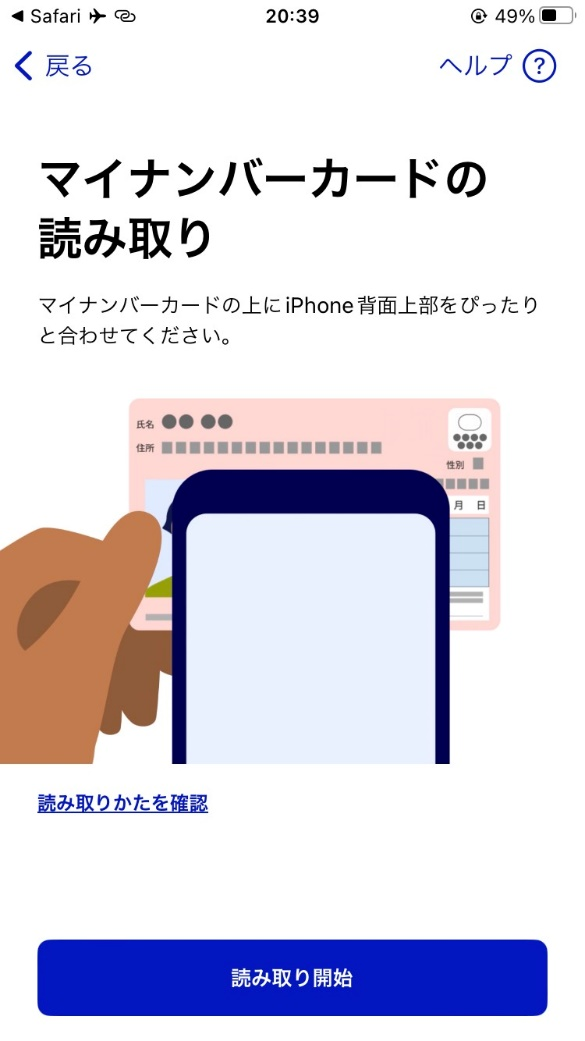 Safari 20:39 49%
戻る ヘルプ ?
マイナンバーカードの
読み取り
マイナンバーカードの上にiPhone背面上部をぴったり
と合わせてください。
氏名
住所
性別
月 日
読み取りかたを確認
読み取り開始